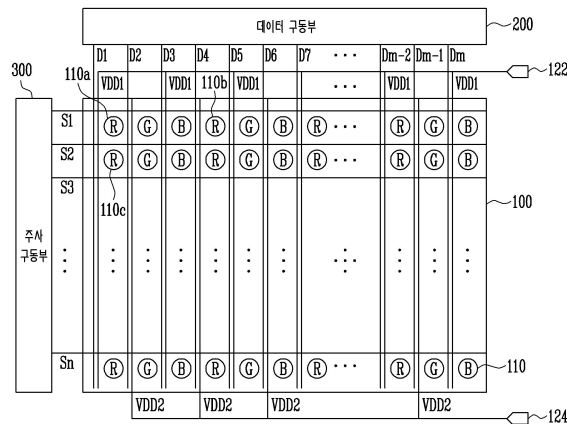 데이터 구동부
200
D1 D2 D3 D4 D5 D6 D7 ··· Dm-2 Dm-1 Dm
122
300
110a
VDD1 VDD1 110b VDD1 ··· VDD1 VDD1
S1 R G B R G B R ··· R G B
S2 R G B R G B R ··· R G B
S3
110c
100
주사
구동부
Sn R G B R G B R ··· R G B
110
VDD2 VDD2 VDD2 VDD2
124